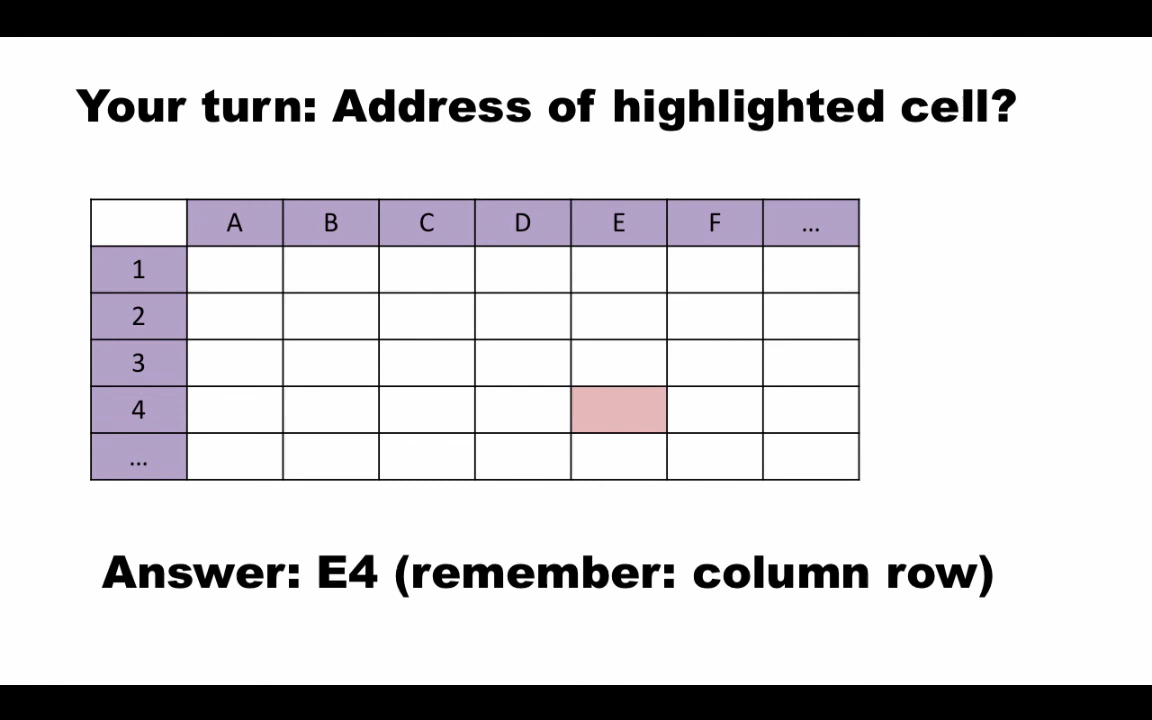 Your turn: Address of highlighted cell?
A B C D E F ...
1
2
3
4
...
Answer: E4 (remember: column row)